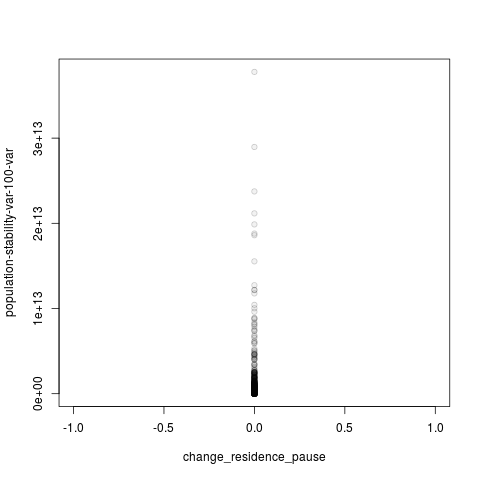 population-stability-var-100-var
3e+13
2e+13
1e+13
0e+00
-1.0 -0.5 0.0 0.5 1.0
change_residence_pause